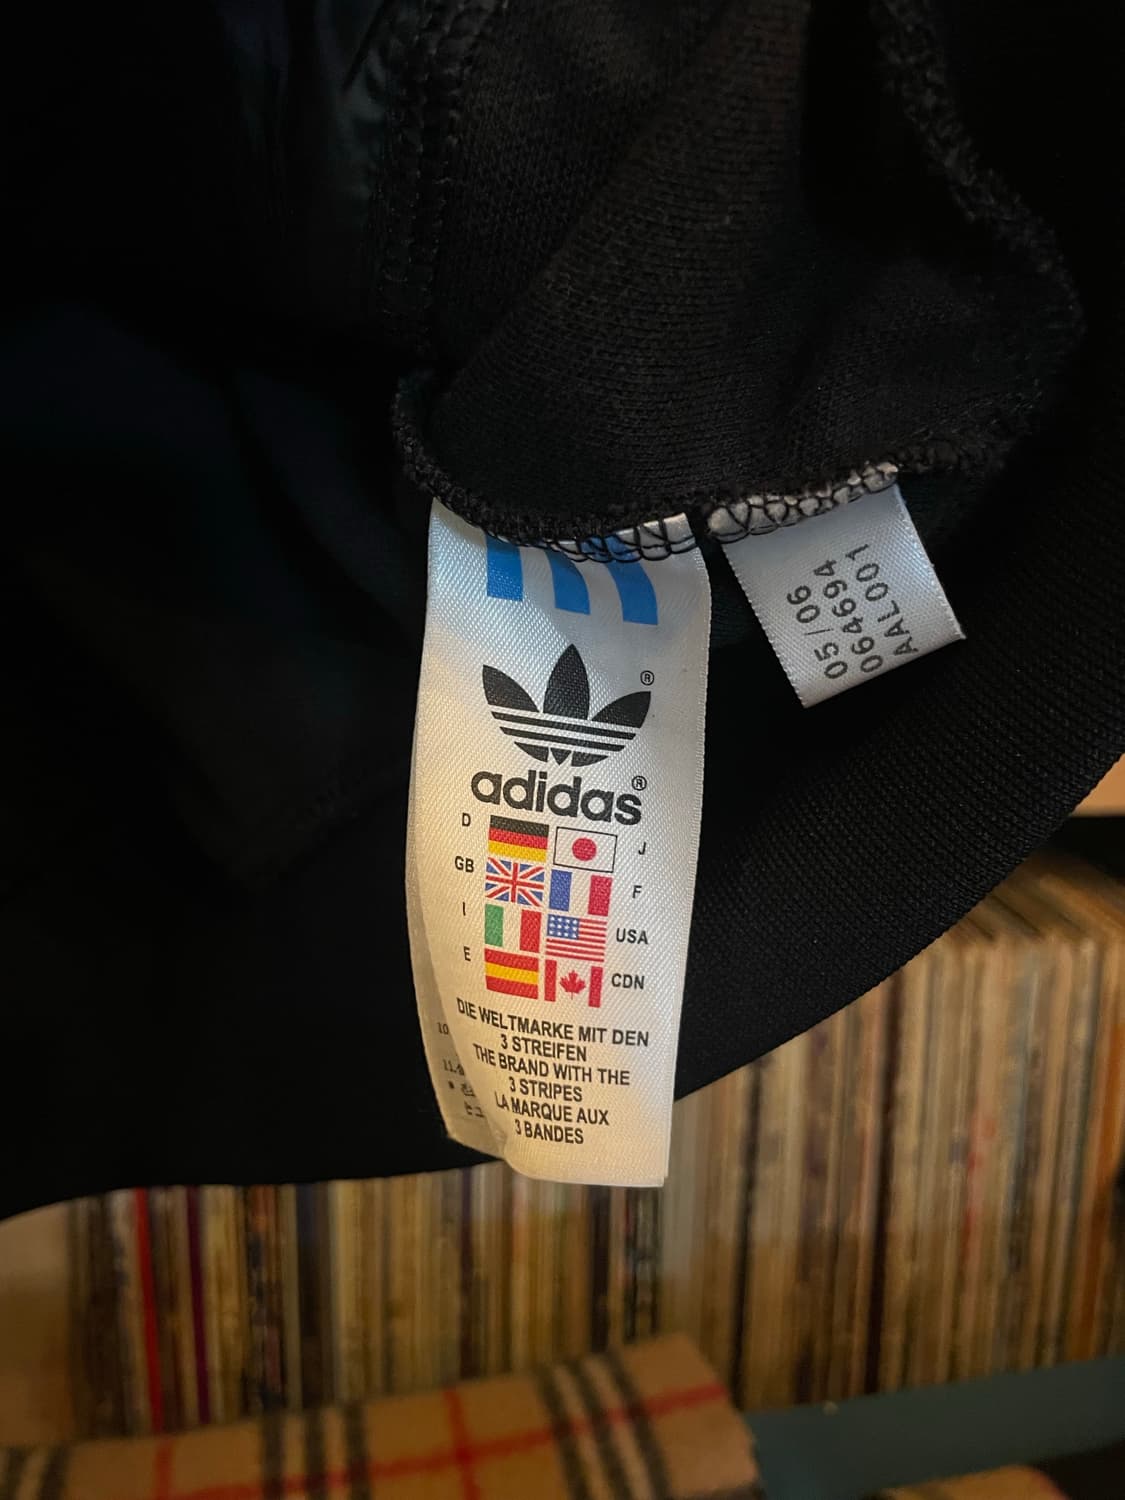 ®
adidas®
D
J
GB
F
I
USA
E
CDN
DIE WELTMARKE MIT DEN
3 STREIFEN
THE BRAND WITH THE
3 STRIPES
LA MARQUE AUX
3 BANDES
05/06
064694
AAL001
10